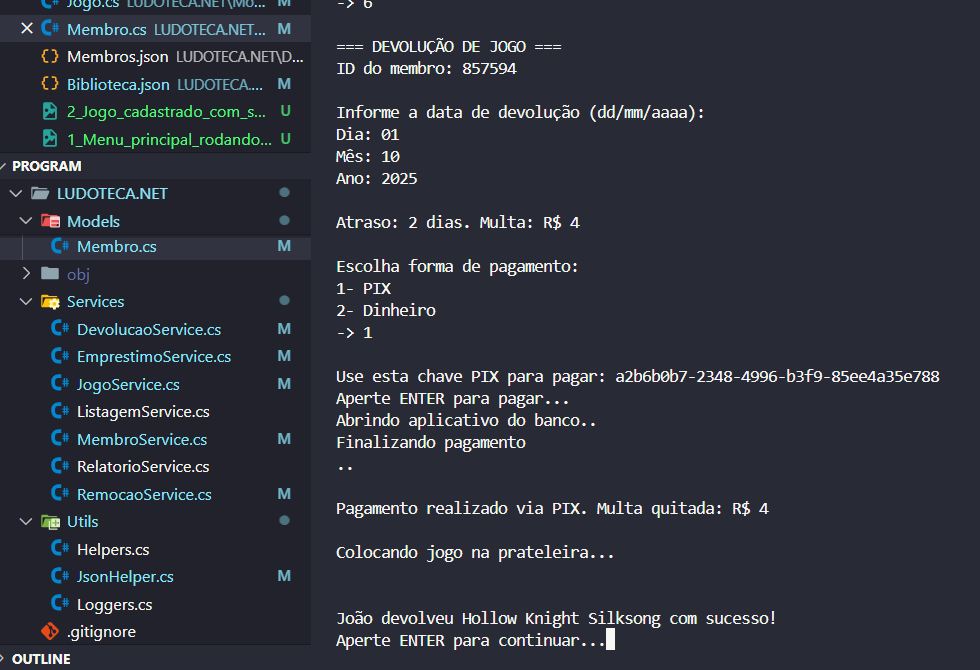 Jogo.cs LUDOTECA.NET\Mo... M
Membro.cs LUDOTECA.NET... M
Membros.json LUDOTECA.NET\D...
Biblioteca.json LUDOTECA.... M
2_Jogo_cadastrado_com_s... U
1_Menu_principal_rodando... U
PROGRAM
LUDOTECA.NET
Models
Membro.cs M
obj
Services
DevolucaoService.cs M
EmprestimoService.cs M
JogoService.cs M
ListagemService.cs
MembroService.cs M
RelatorioService.cs
RemocaoService.cs M
Utils
Helpers.cs
JsonHelper.cs M
Loggers.cs
.gitignore
OUTLINE
-> 6
=== DEVOLUÇÃO DE JOGO ===
ID do membro: 857594
Informe a data de devolução (dd/mm/aaaa):
Dia: 01
Mês: 10
Ano: 2025
Atraso: 2 dias. Multa: R$ 4
Escolha forma de pagamento:
1- PIX
2- Dinheiro
-> 1
Use esta chave PIX para pagar: a2b6b0b7-2348-4996-b3f9-85ee4a35e788
Aperte ENTER para pagar...
Abrindo aplicativo do banco..
Finalizando pagamento
..
Pagamento realizado via PIX. Multa quitada: R$ 4
Colocando jogo na prateleira...
João devolveu Hollow Knight Silksong com sucesso!
Aperte ENTER para continuar...